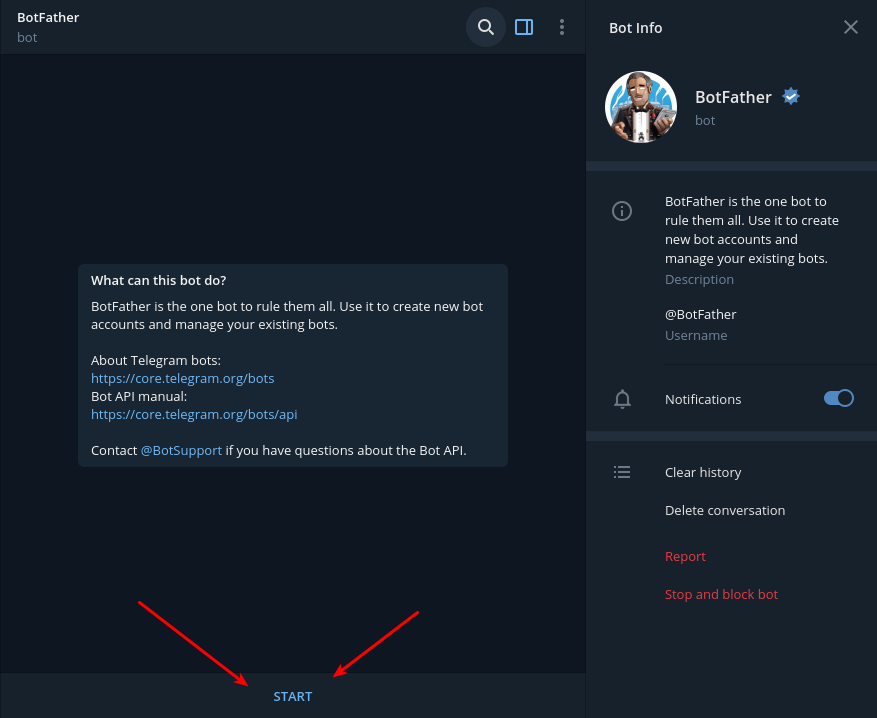 BotFather
bot
What can this bot do?
BotFather is the one bot to rule them all. Use it to create new bot
accounts and manage your existing bots.
About Telegram bots:
https://core.telegram.org/bots
Bot API manual:
https://core.telegram.org/bots/api
Contact @BotSupport if you have questions about the Bot API.
START
Bot Info
BotFather
bot
BotFather is the one bot to
rule them all. Use it to create
new bot accounts and
manage your existing bots.
Description
@BotFather
Username
Notifications
Clear history
Delete conversation
Report
Stop and block bot